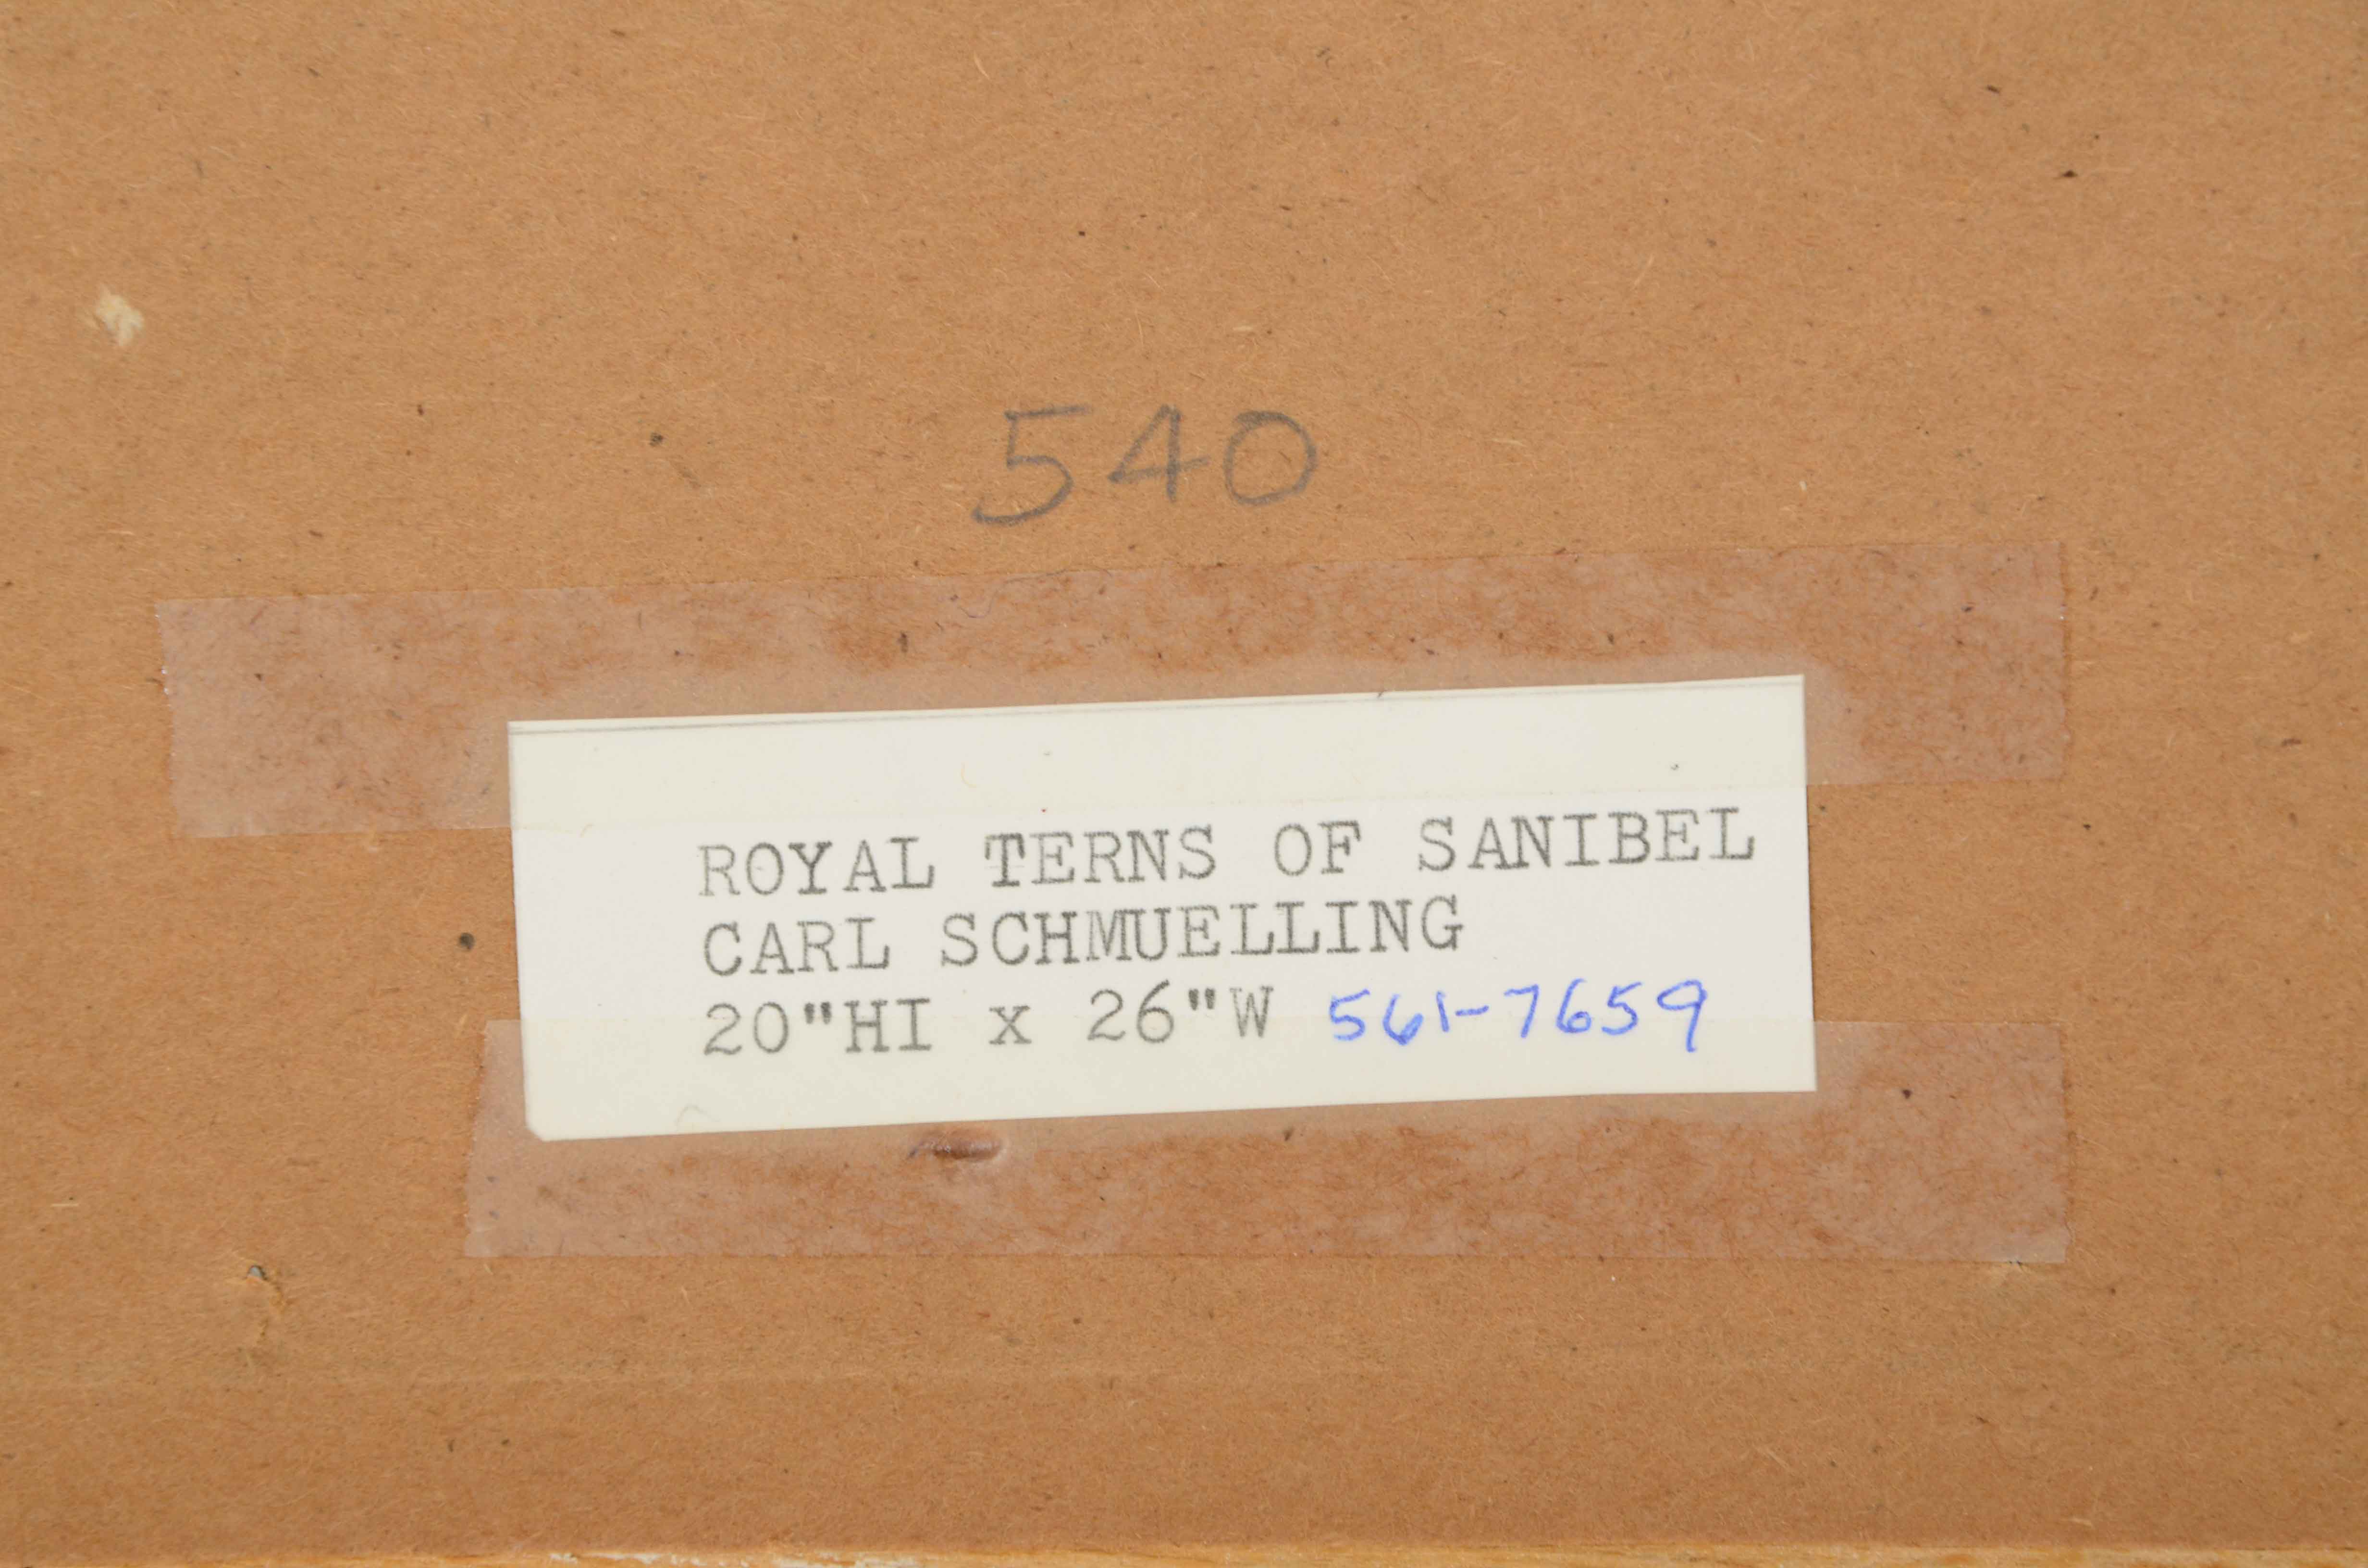 540
ROYAL TERNS OF SANIBEL
CARL SCHMUELLING
20"HI x 26"W 561-7659